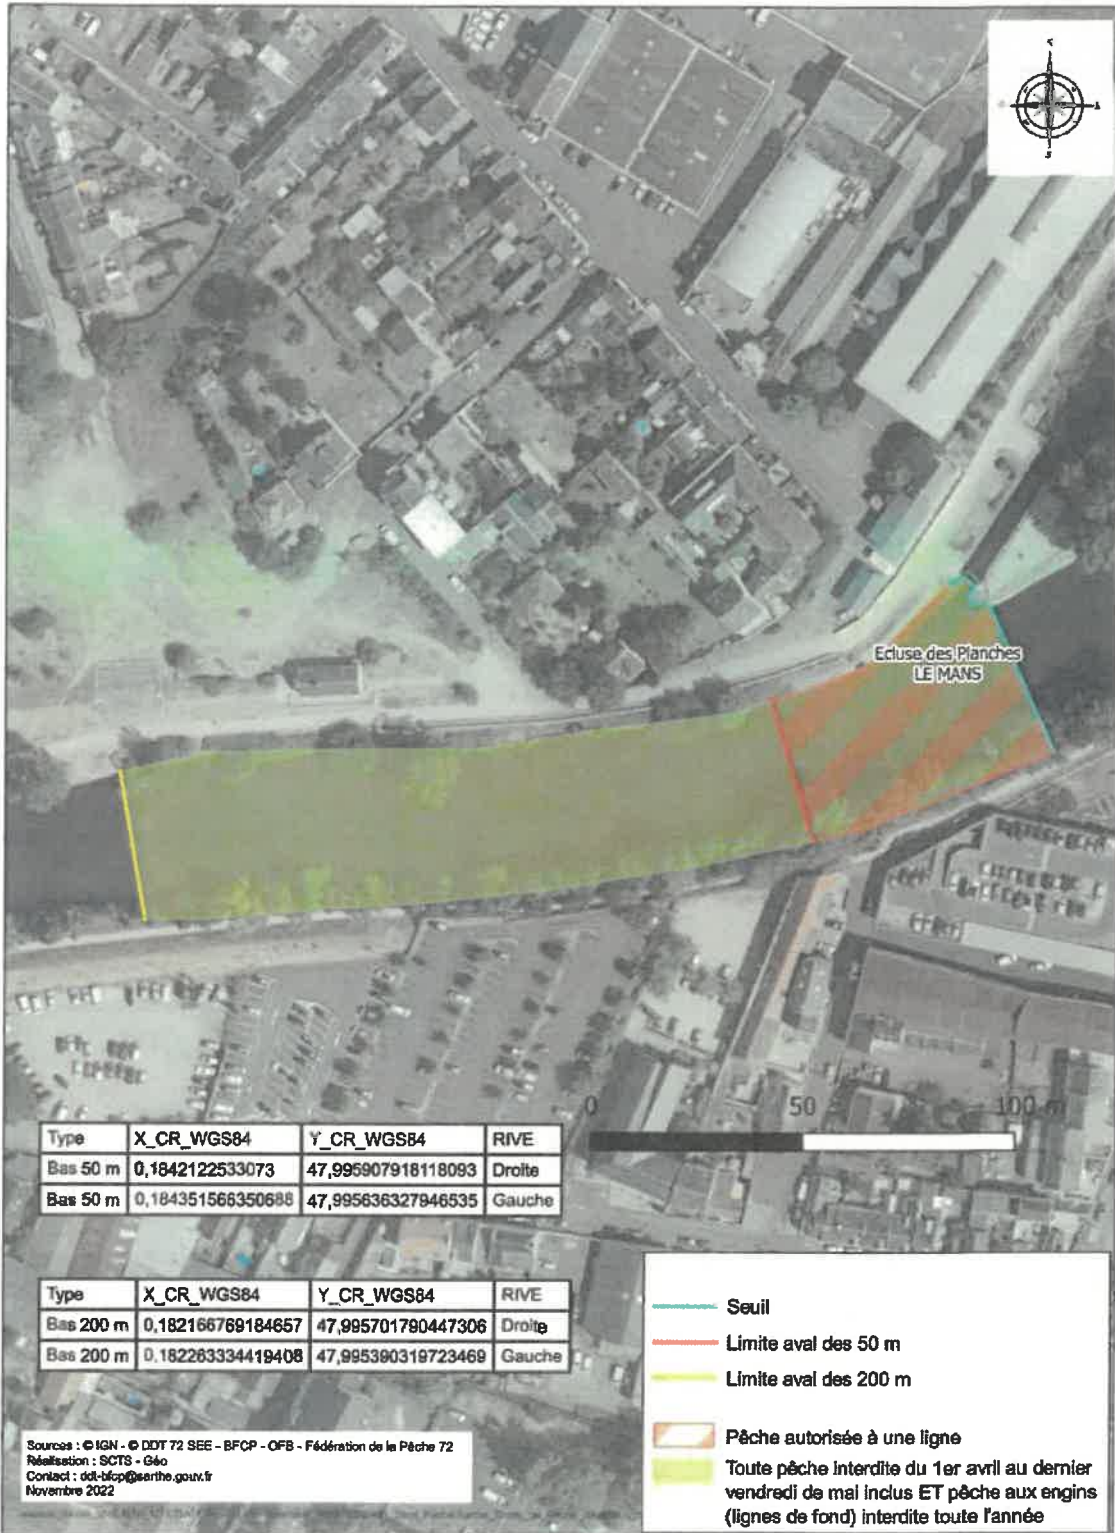 Ecluse des Planches
LE MANS
0 50 100 m
Type X_CR_WGS84 Y_CR_WGS84 RIVE
Bas 50 m 0,1842122533073 47,995907918118093 Droite
Bas 50 m 0,184351566350688 47,995636327946535 Gauche
Type X_CR_WGS84 Y_CR_WGS84 RIVE
Bas 200 m 0,182166769184657 47,995701790447306 Droite
Bas 200 m 0,182263334419408 47,995390319723469 Gauche
Seuil
Limite aval des 50 m
Limite aval des 200 m
Pêche autorisée à une ligne
Toute pêche interdite du 1er avril au dernier
vendredi de mai inclus ET pêche aux engins
(lignes de fond) interdite toute l'année
Sources : © IGN - © DDT 72 SEE - BFCP - OFB - Fédération de la Pêche 72
Réalisation : SCTS - Géo
Contact : ddt-bfcp@sarthe.gouv.fr
Novembre 2022